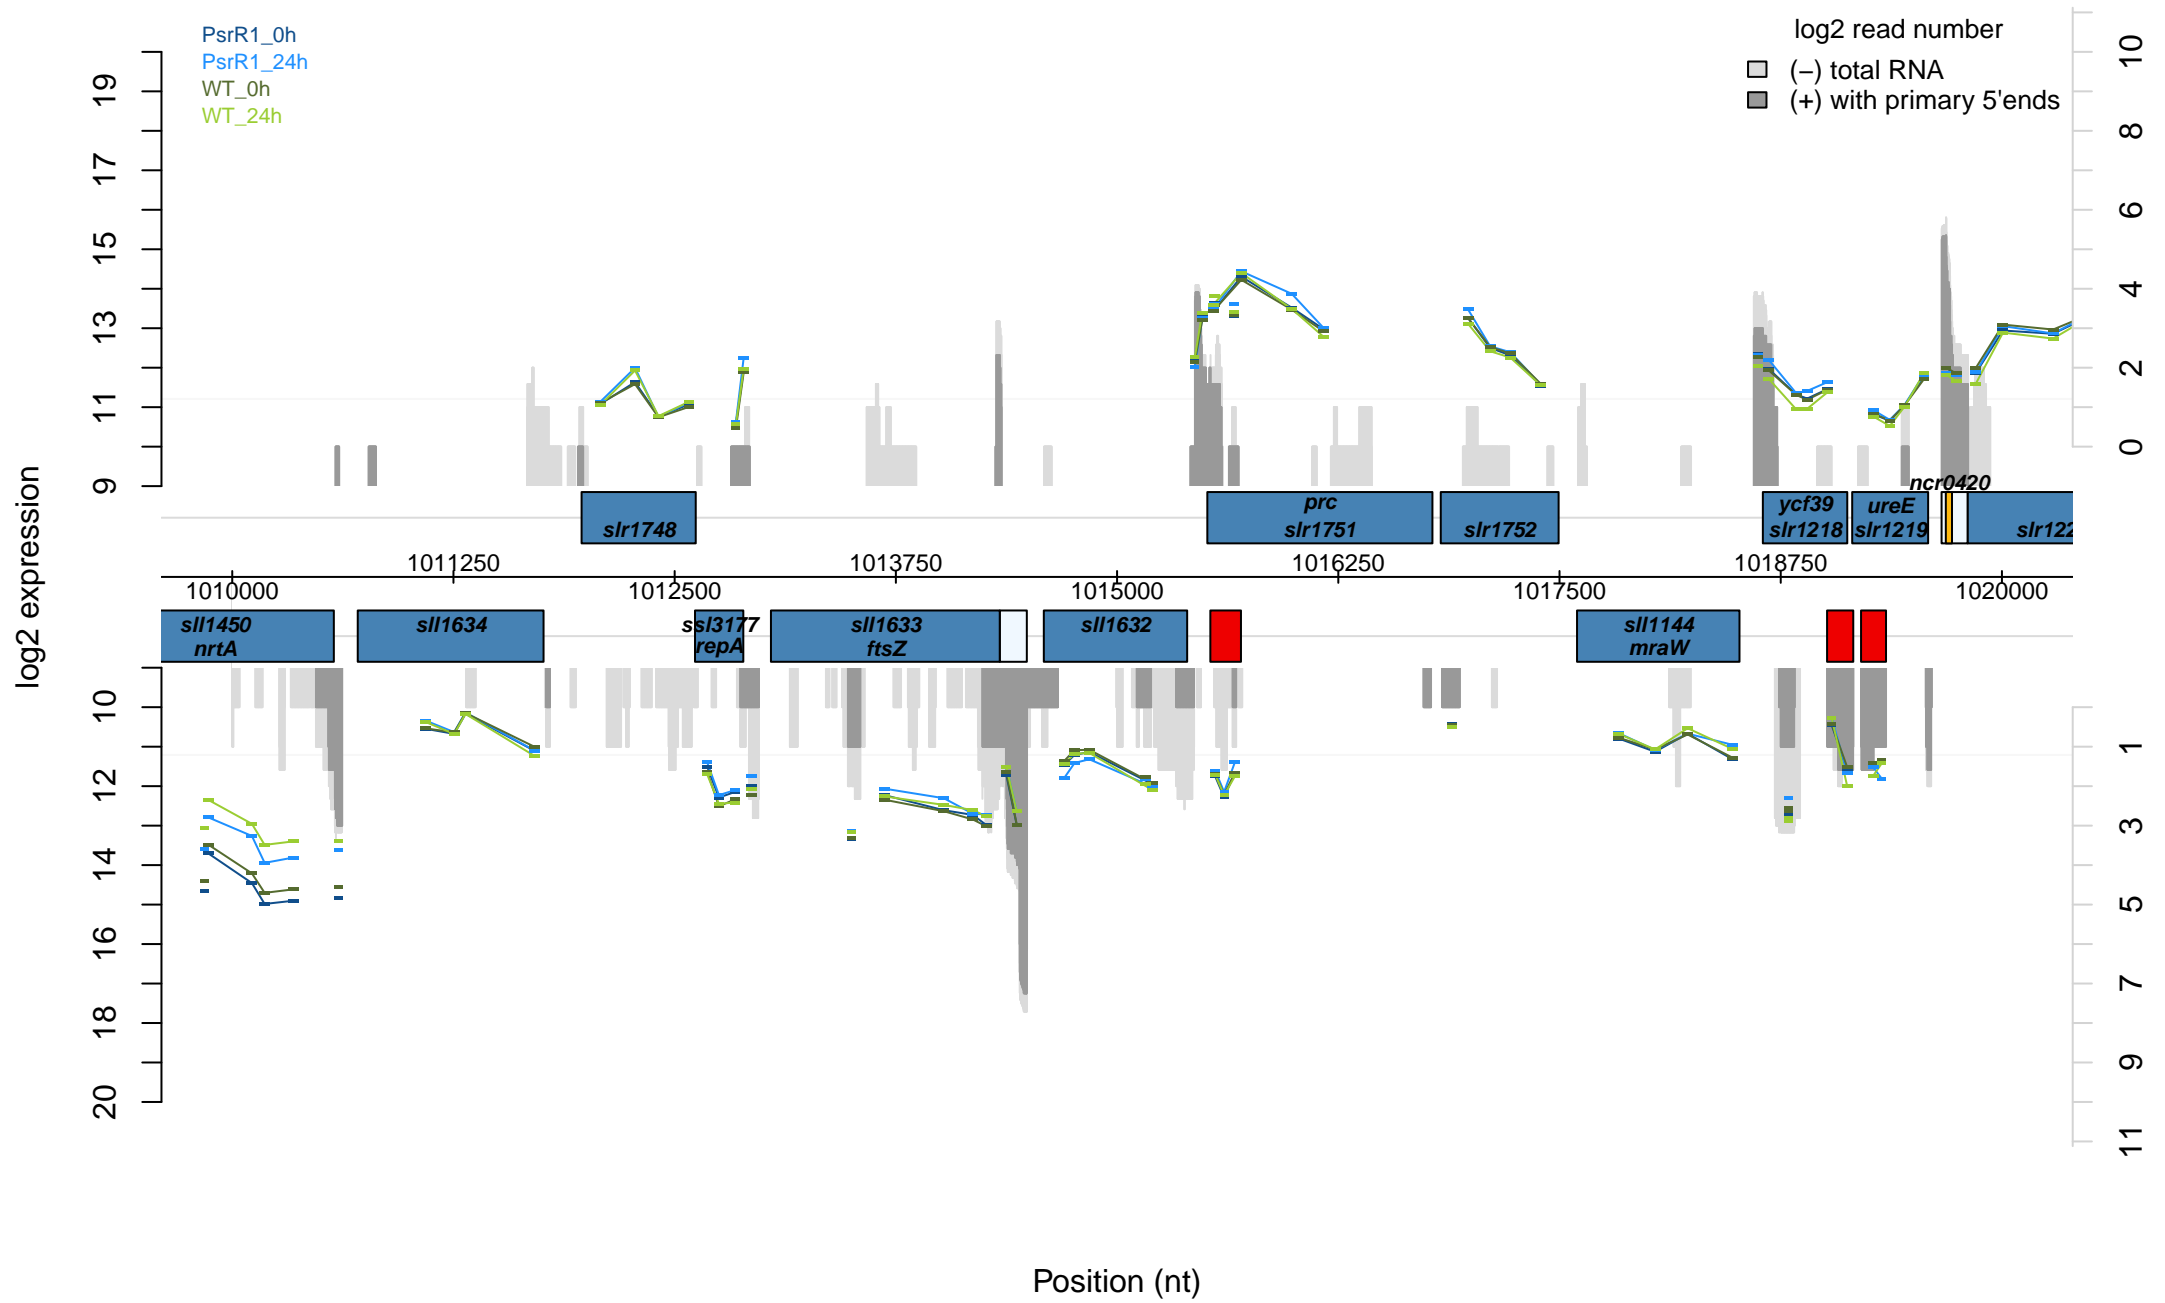 PsrR1_0h
PsrR1_24h
WT_0h
WT_24h
log2 read number
(−) total RNA
(+) with primary 5'ends
log2 expression
19
17
15
13
11
9
10
8
6
4
2
0
ncr0420
prc
ycf39
ureE
slr1748
slr1751
slr1752
slr1218
slr1219
slr122
1011250
1013750
1016250
1018750
1010000
1012500
1015000
1017500
1020000
sll1450
sll1634
ssl3177
sll1633
sll1632
sll1144
nrtA
repA
ftsZ
mraW
10
12
14
16
18
20
1
3
5
7
9
11
Position (nt)